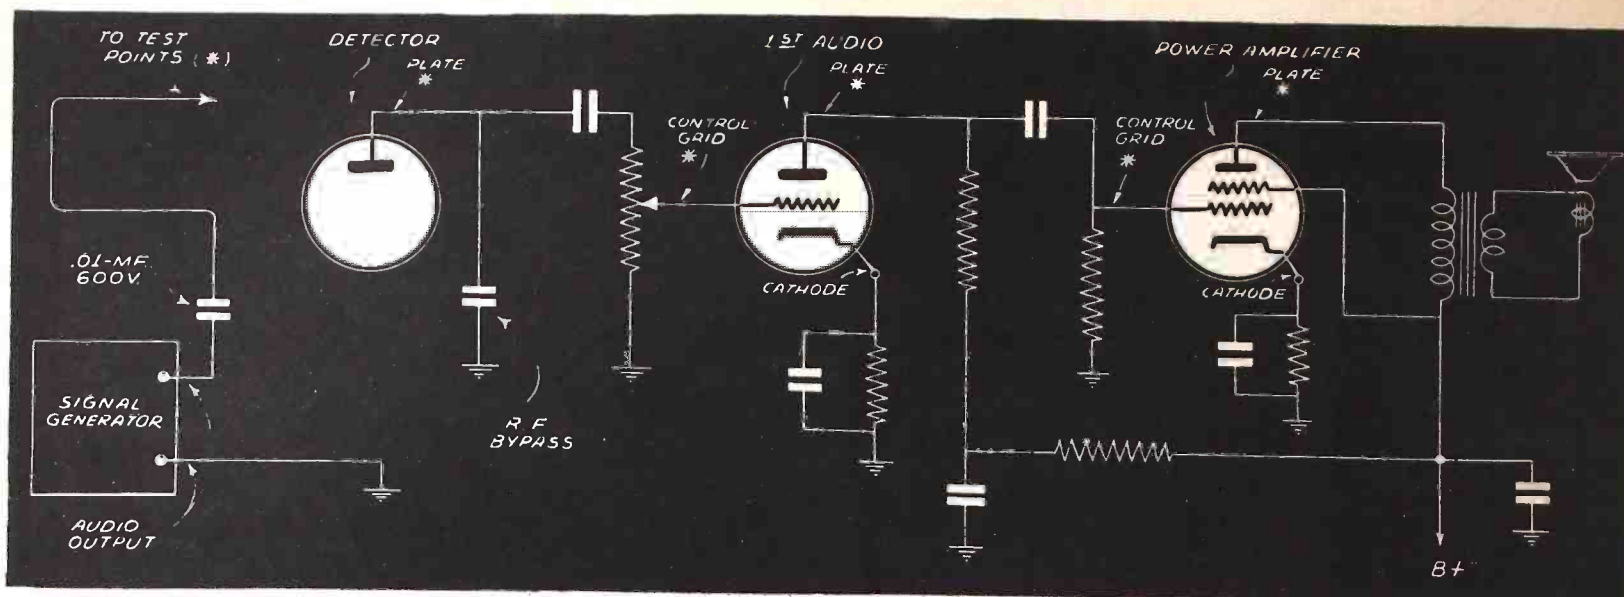 TO TEST
POINTS (*)
DETECTOR
PLATE
*
1ST AUDIO
PLATE
*
POWER AMPLIFIER
PLATE
*
CONTROL
GRID
*
CONTROL
GRID
*
CATHODE
CATHODE
.01-MF.
600V.
SIGNAL
GENERATOR
R F
BYPASS
AUDIO
OUTPUT
B+